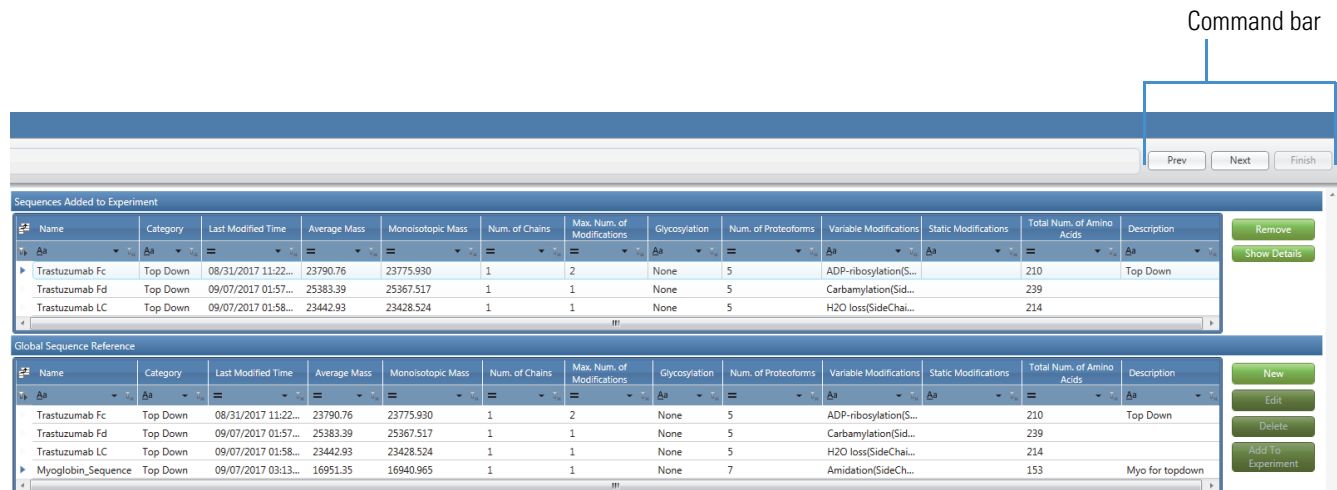 Command bar
Prev Next Finish
Sequences Added to Experiment
Name Category Last Modified Time Average Mass Monoisotopic Mass Num. of Chains Max. Num. of Modifications Glycosylation Num. of Proteoforms Variable Modifications Static Modifications Total Num. of Amino Acids Description Remove
Aa Aa = = = = = Aa = Aa Aa = Aa Show Details
Trastuzumab Fc Top Down 08/31/2017 11:22... 23790.76 23775.930 1 2 None 5 ADP-ribosylation(S... 210 Top Down
Trastuzumab Fd Top Down 09/07/2017 01:57... 25383.39 25367.517 1 1 None 5 Carbamylation(Sid... 239
Trastuzumab LC Top Down 09/07/2017 01:58... 23442.93 23428.524 1 1 None 5 H2O loss(SideChai... 214
Global Sequence Reference
Name Category Last Modified Time Average Mass Monoisotopic Mass Num. of Chains Max. Num. of Modifications Glycosylation Num. of Proteoforms Variable Modifications Static Modifications Total Num. of Amino Acids Description New
Aa Aa = = = = = Aa = Aa Aa = Aa Edit
Trastuzumab Fc Top Down 08/31/2017 11:22... 23790.76 23775.930 1 2 None 5 ADP-ribosylation(S... 210 Top Down
Trastuzumab Fd Top Down 09/07/2017 01:57... 25383.39 25367.517 1 1 None 5 Carbamylation(Sid... 239 Delete
Trastuzumab LC Top Down 09/07/2017 01:58... 23442.93 23428.524 1 1 None 5 H2O loss(SideChai... 214
Myoglobin_Sequence Top Down 09/07/2017 03:13... 16951.35 16940.965 1 1 None 7 Amidation(SideCh... 153 Myo for topdown
Add To
Experiment